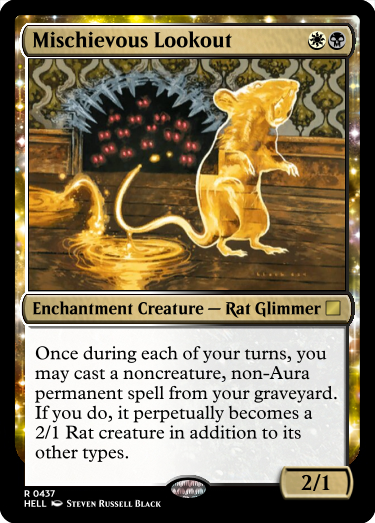 Mischievous Lookout
Enchantment Creature — Rat Glimmer
Once during each of your turns, you
may cast a noncreature, non-Aura
permanent spell from your graveyard.
If you do, it perpetually becomes a
2/1 Rat creature in addition to its
other types.
2/1
R 0437
HELL STEVEN RUSSELL BLACK